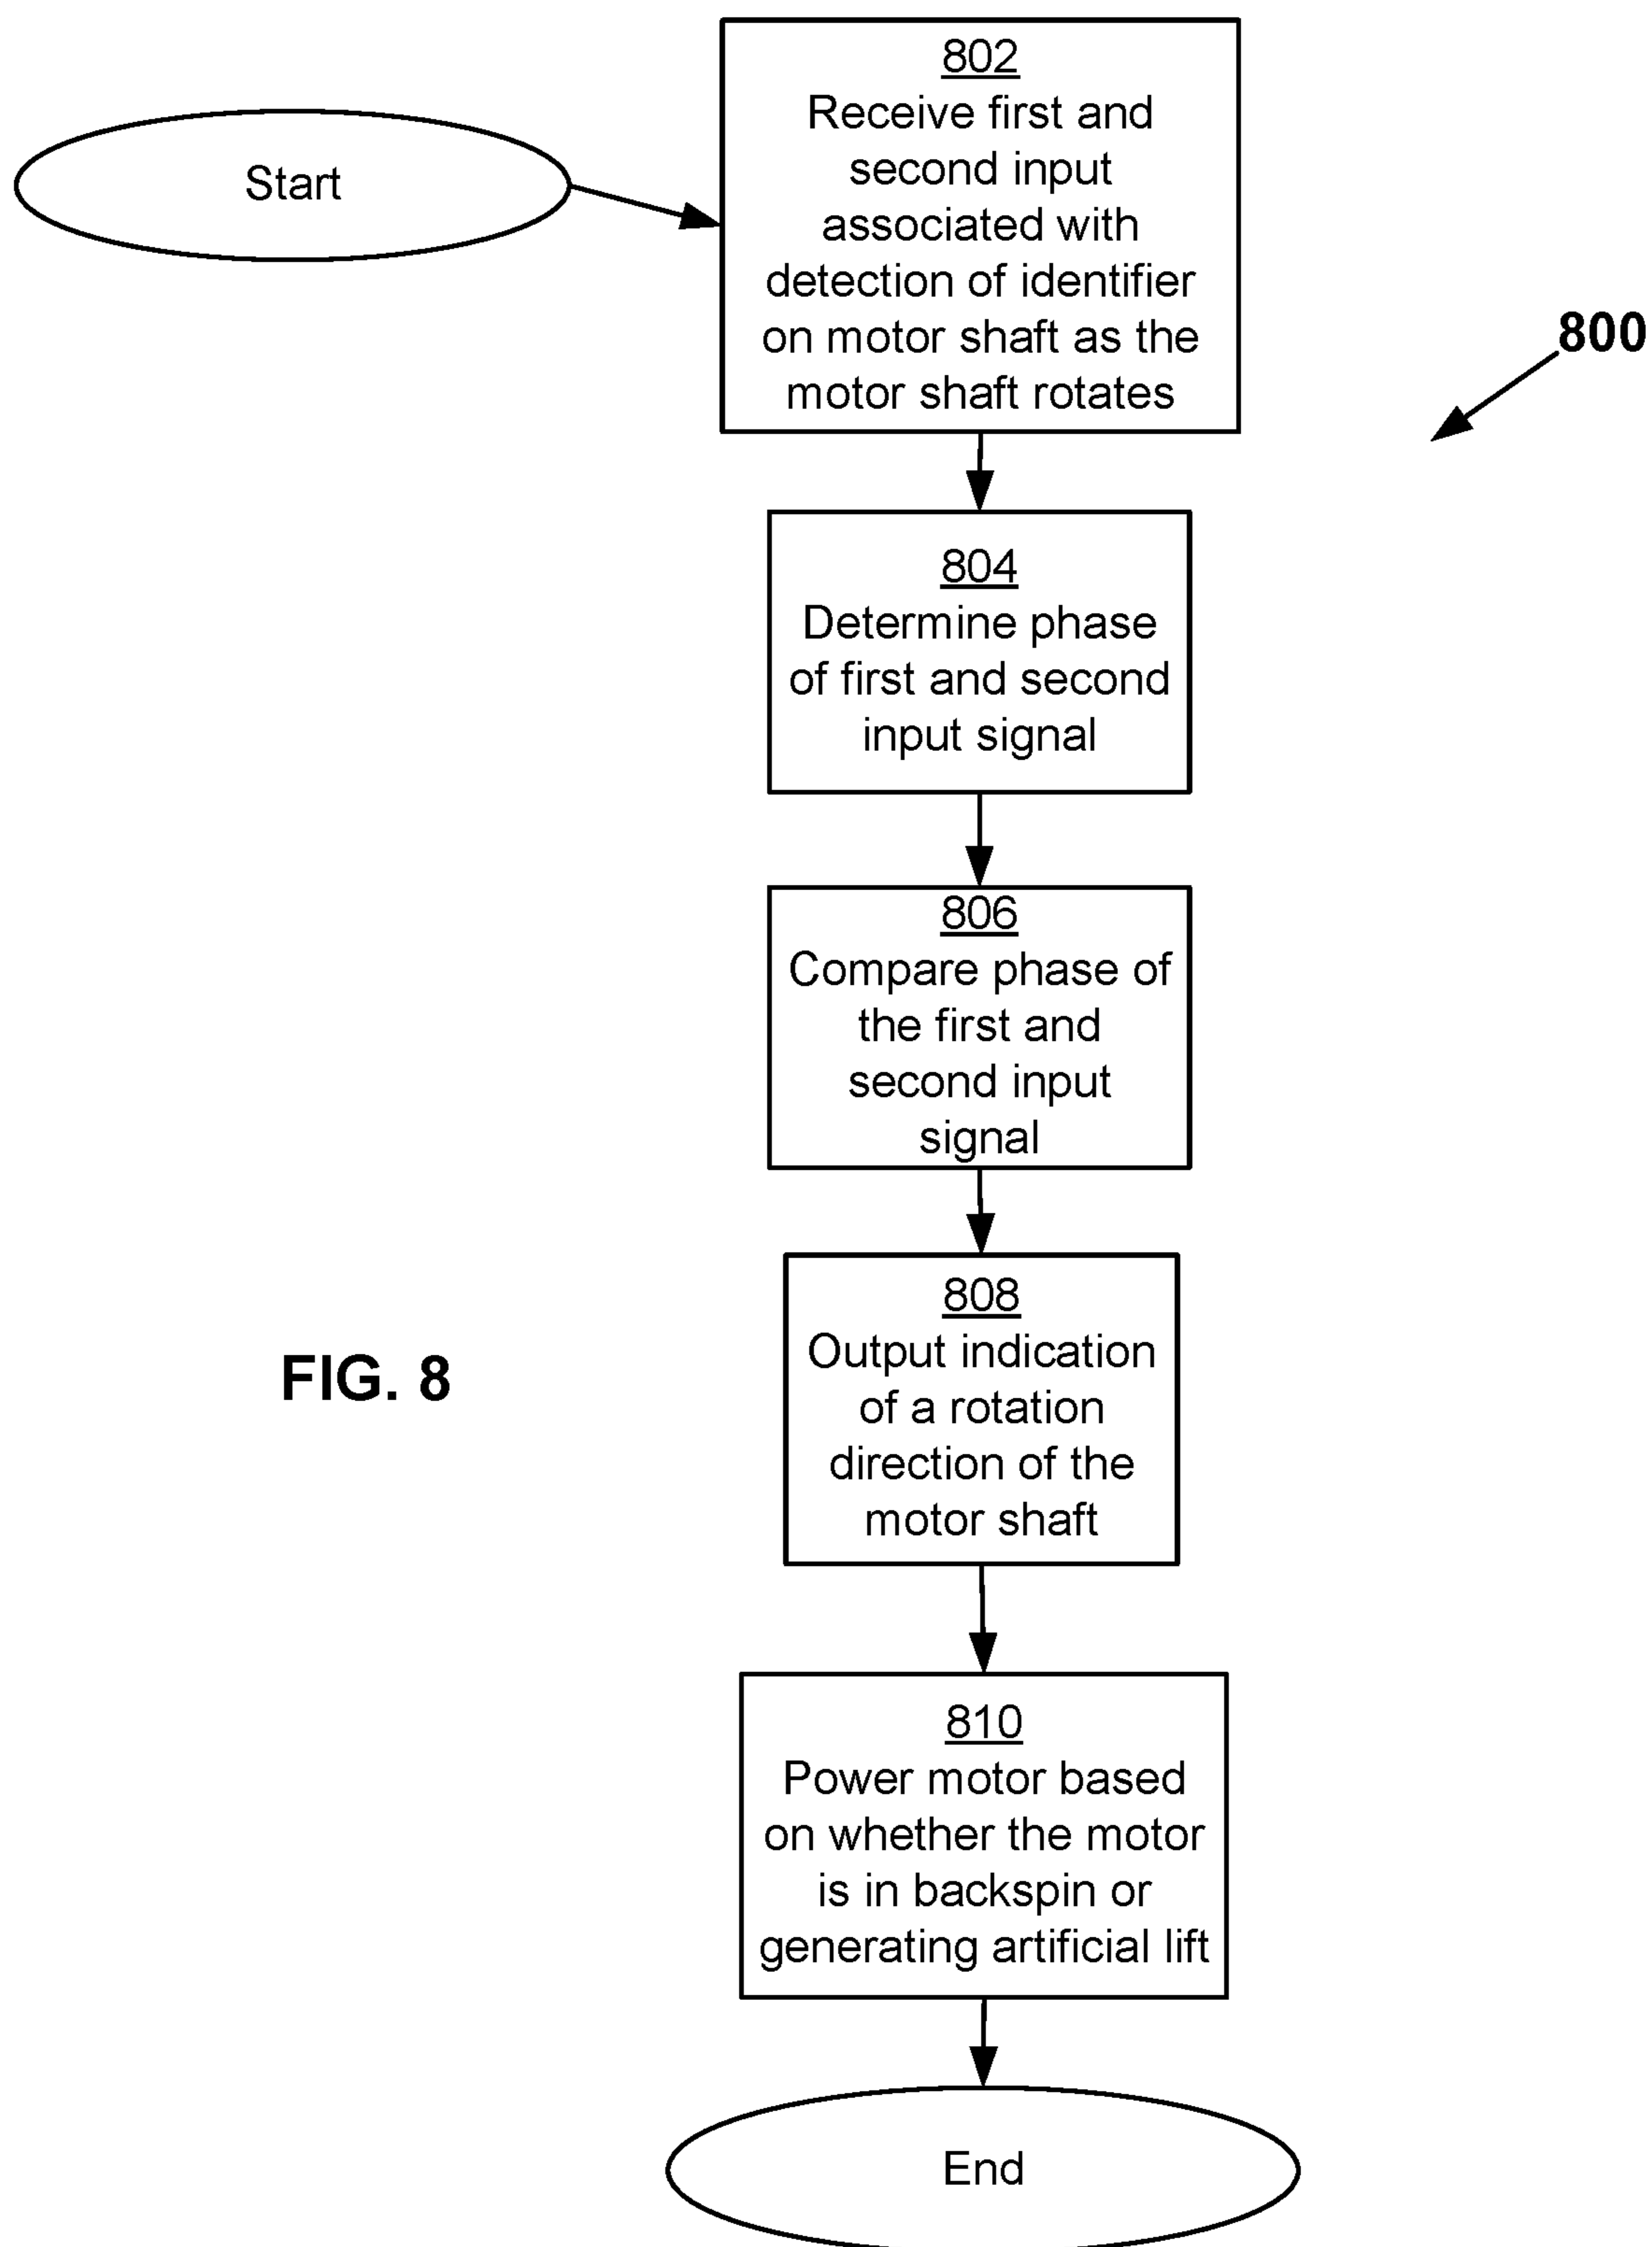 Start
802
Receive first and
second input
associated with
detection of identifier
on motor shaft as the
motor shaft rotates
800
804
Determine phase
of first and second
input signal
806
Compare phase of
the first and
second input
signal
808
Output indication
of a rotation
direction of the
motor shaft
FIG. 8
810
Power motor based
on whether the motor
is in backspin or
generating artificial lift
End